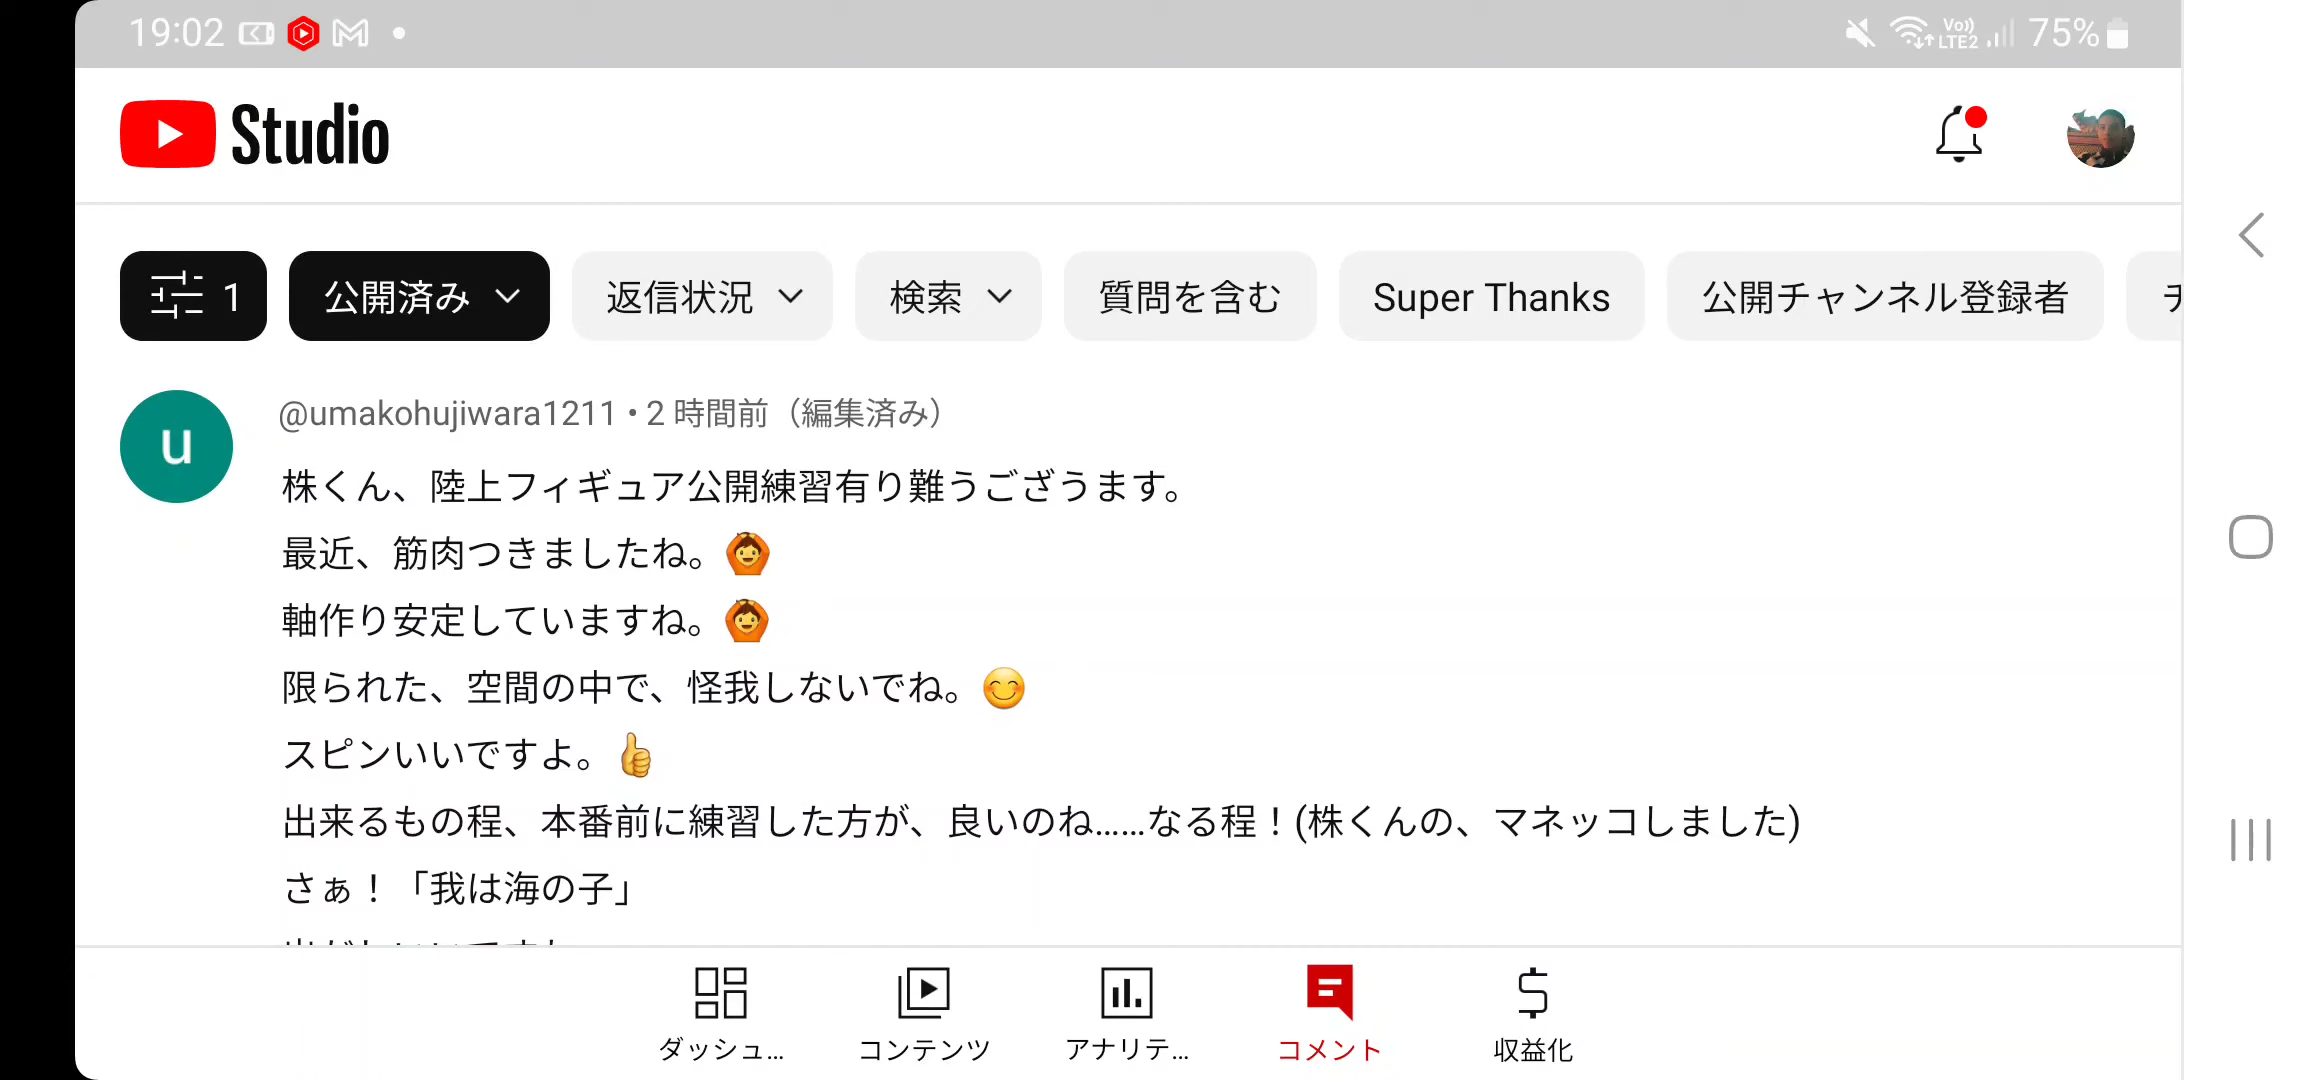 19:02
Vo)) LTE2 75%
Studio
1 公開済み 返信状況 検索 質問を含む Super Thanks 公開チャンネル登録者
u
@umakohujiwara1211 • 2 時間前（編集済み）
株くん、陸上フィギュア公開練習有り難うござうます。
最近、筋肉つきましたね。🙆
軸作り安定していますね。🙆
限られた、空間の中で、怪我しないでね。😊
スピンいいですよ。👍
出来るもの程、本番前に練習した方が、良いのね……なる程！(株くんの、マネッコしました)
さぁ！「我は海の子」
ダッシュ…
コンテンツ
アナリテ…
コメント
収益化